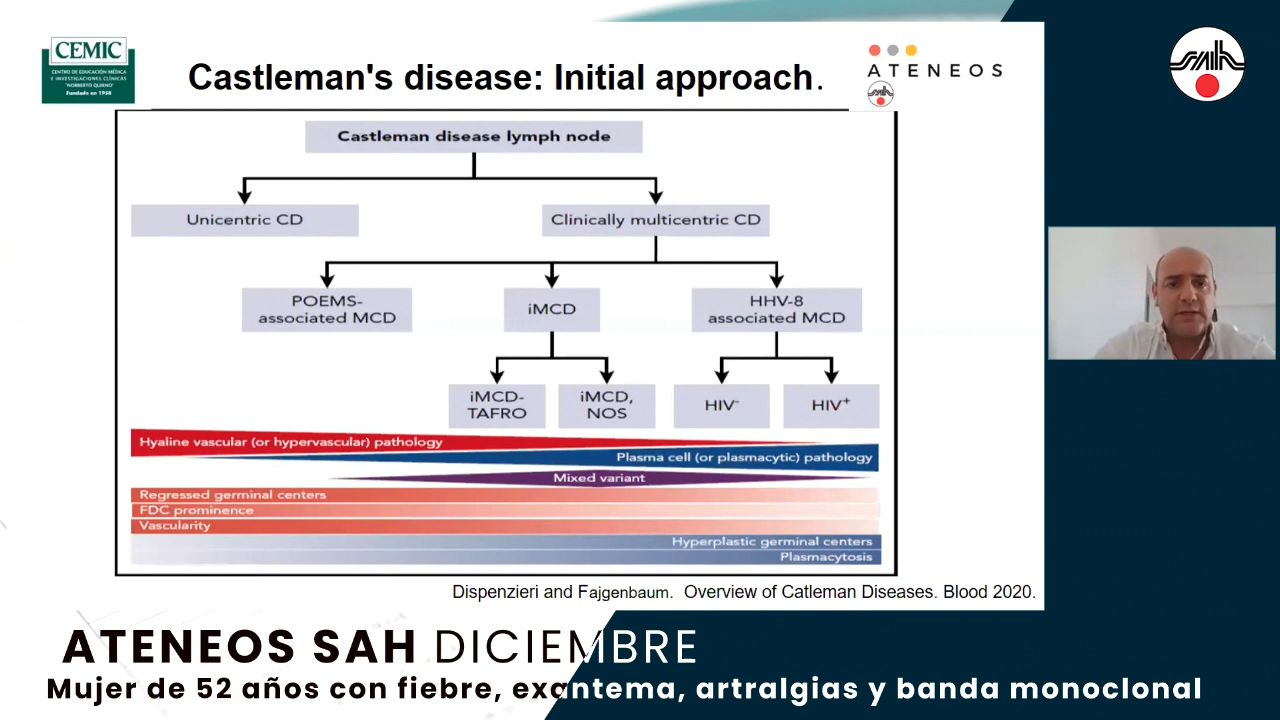 CEMIC
CENTRO DE EDUCACIÓN MÉDICA
E INVESTIGACIONES CLÍNICAS
"NORBERTO QUIRNO"
Fundado en 1958
Castleman's disease: Initial approach.
ATENEOS
Castleman disease lymph node
Unicentric CD
Clinically multicentric CD
POEMS-
associated MCD
iMCD
HHV-8
associated MCD
iMCD-
TAFRO
iMCD,
NOS
HIV⁻
HIV⁺
Hyaline vascular (or hypervascular) pathology
Plasma cell (or plasmacytic) pathology
Mixed variant
Regressed germinal centers
FDC prominence
Vascularity
Hyperplastic germinal centers
Plasmacytosis
Dispenzieri and Fajgenbaum. Overview of Catleman Diseases. Blood 2020.
ATENEOS SAH DICIEMBRE
Mujer de 52 años con fiebre, exantema, artralgias y banda monoclonal